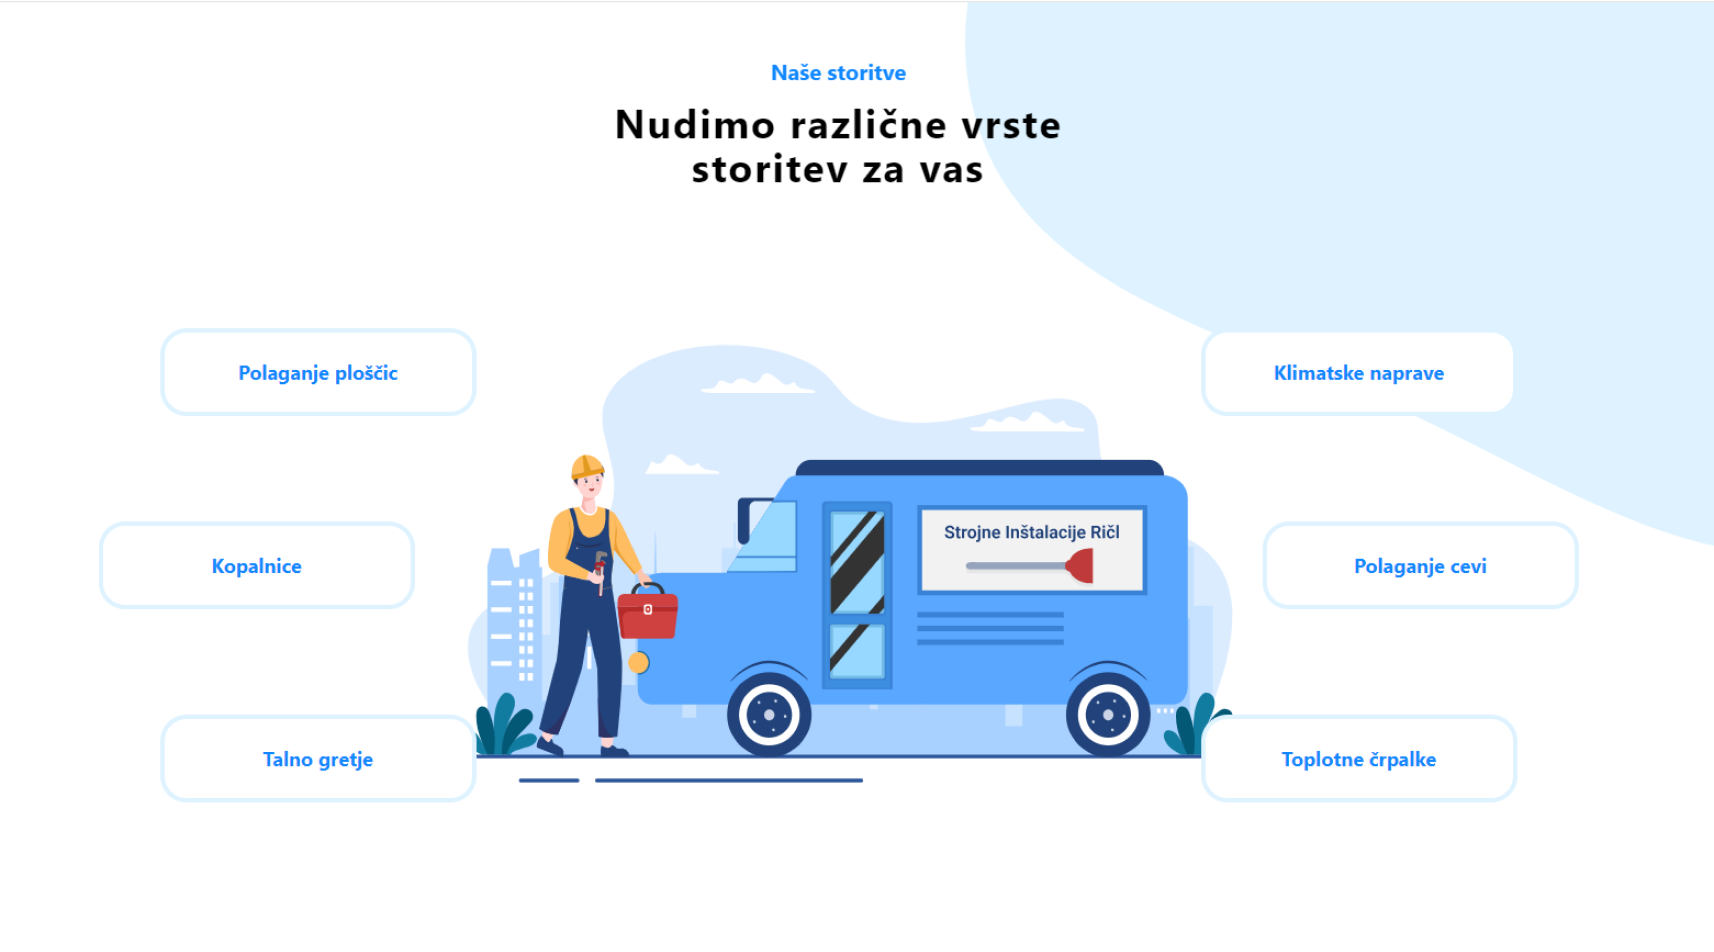 Naše storitve
Nudimo različne vrste
storitev za vas
Polaganje ploščic
Klimatske naprave
Strojne Inštalacije Ričl
Kopalnice
Polaganje cevi
Talno gretje
Toplotne črpalke